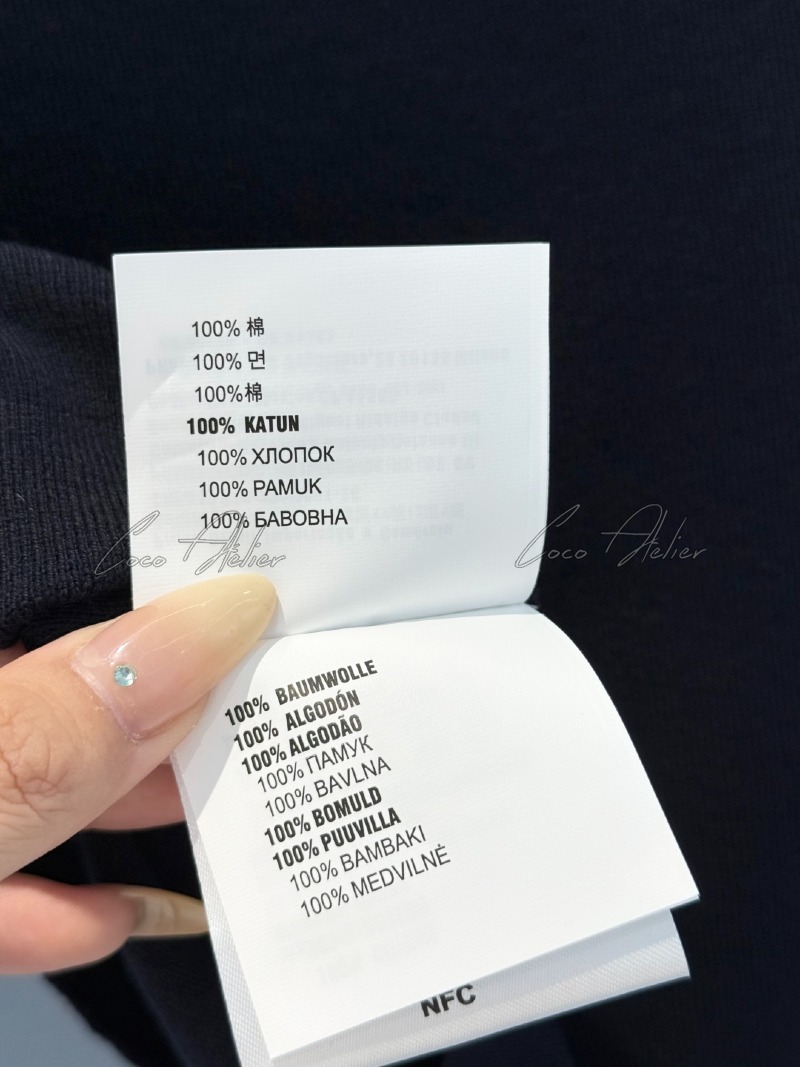 100% 棉
100% 면
100%棉
100% KATUN
100% ХЛОПОК
100% PAMUK
100% БАВОВНА
Coco Atelier
Coco Atelier
100% BAUMWOLLE
100% ALGODÓN
100% ALGODÃO
100% ПАМУК
100% BAVLNA
100% BOMULD
100% PUUVILLA
100% BAMBAKI
100% MEDVILNĖ
NFC